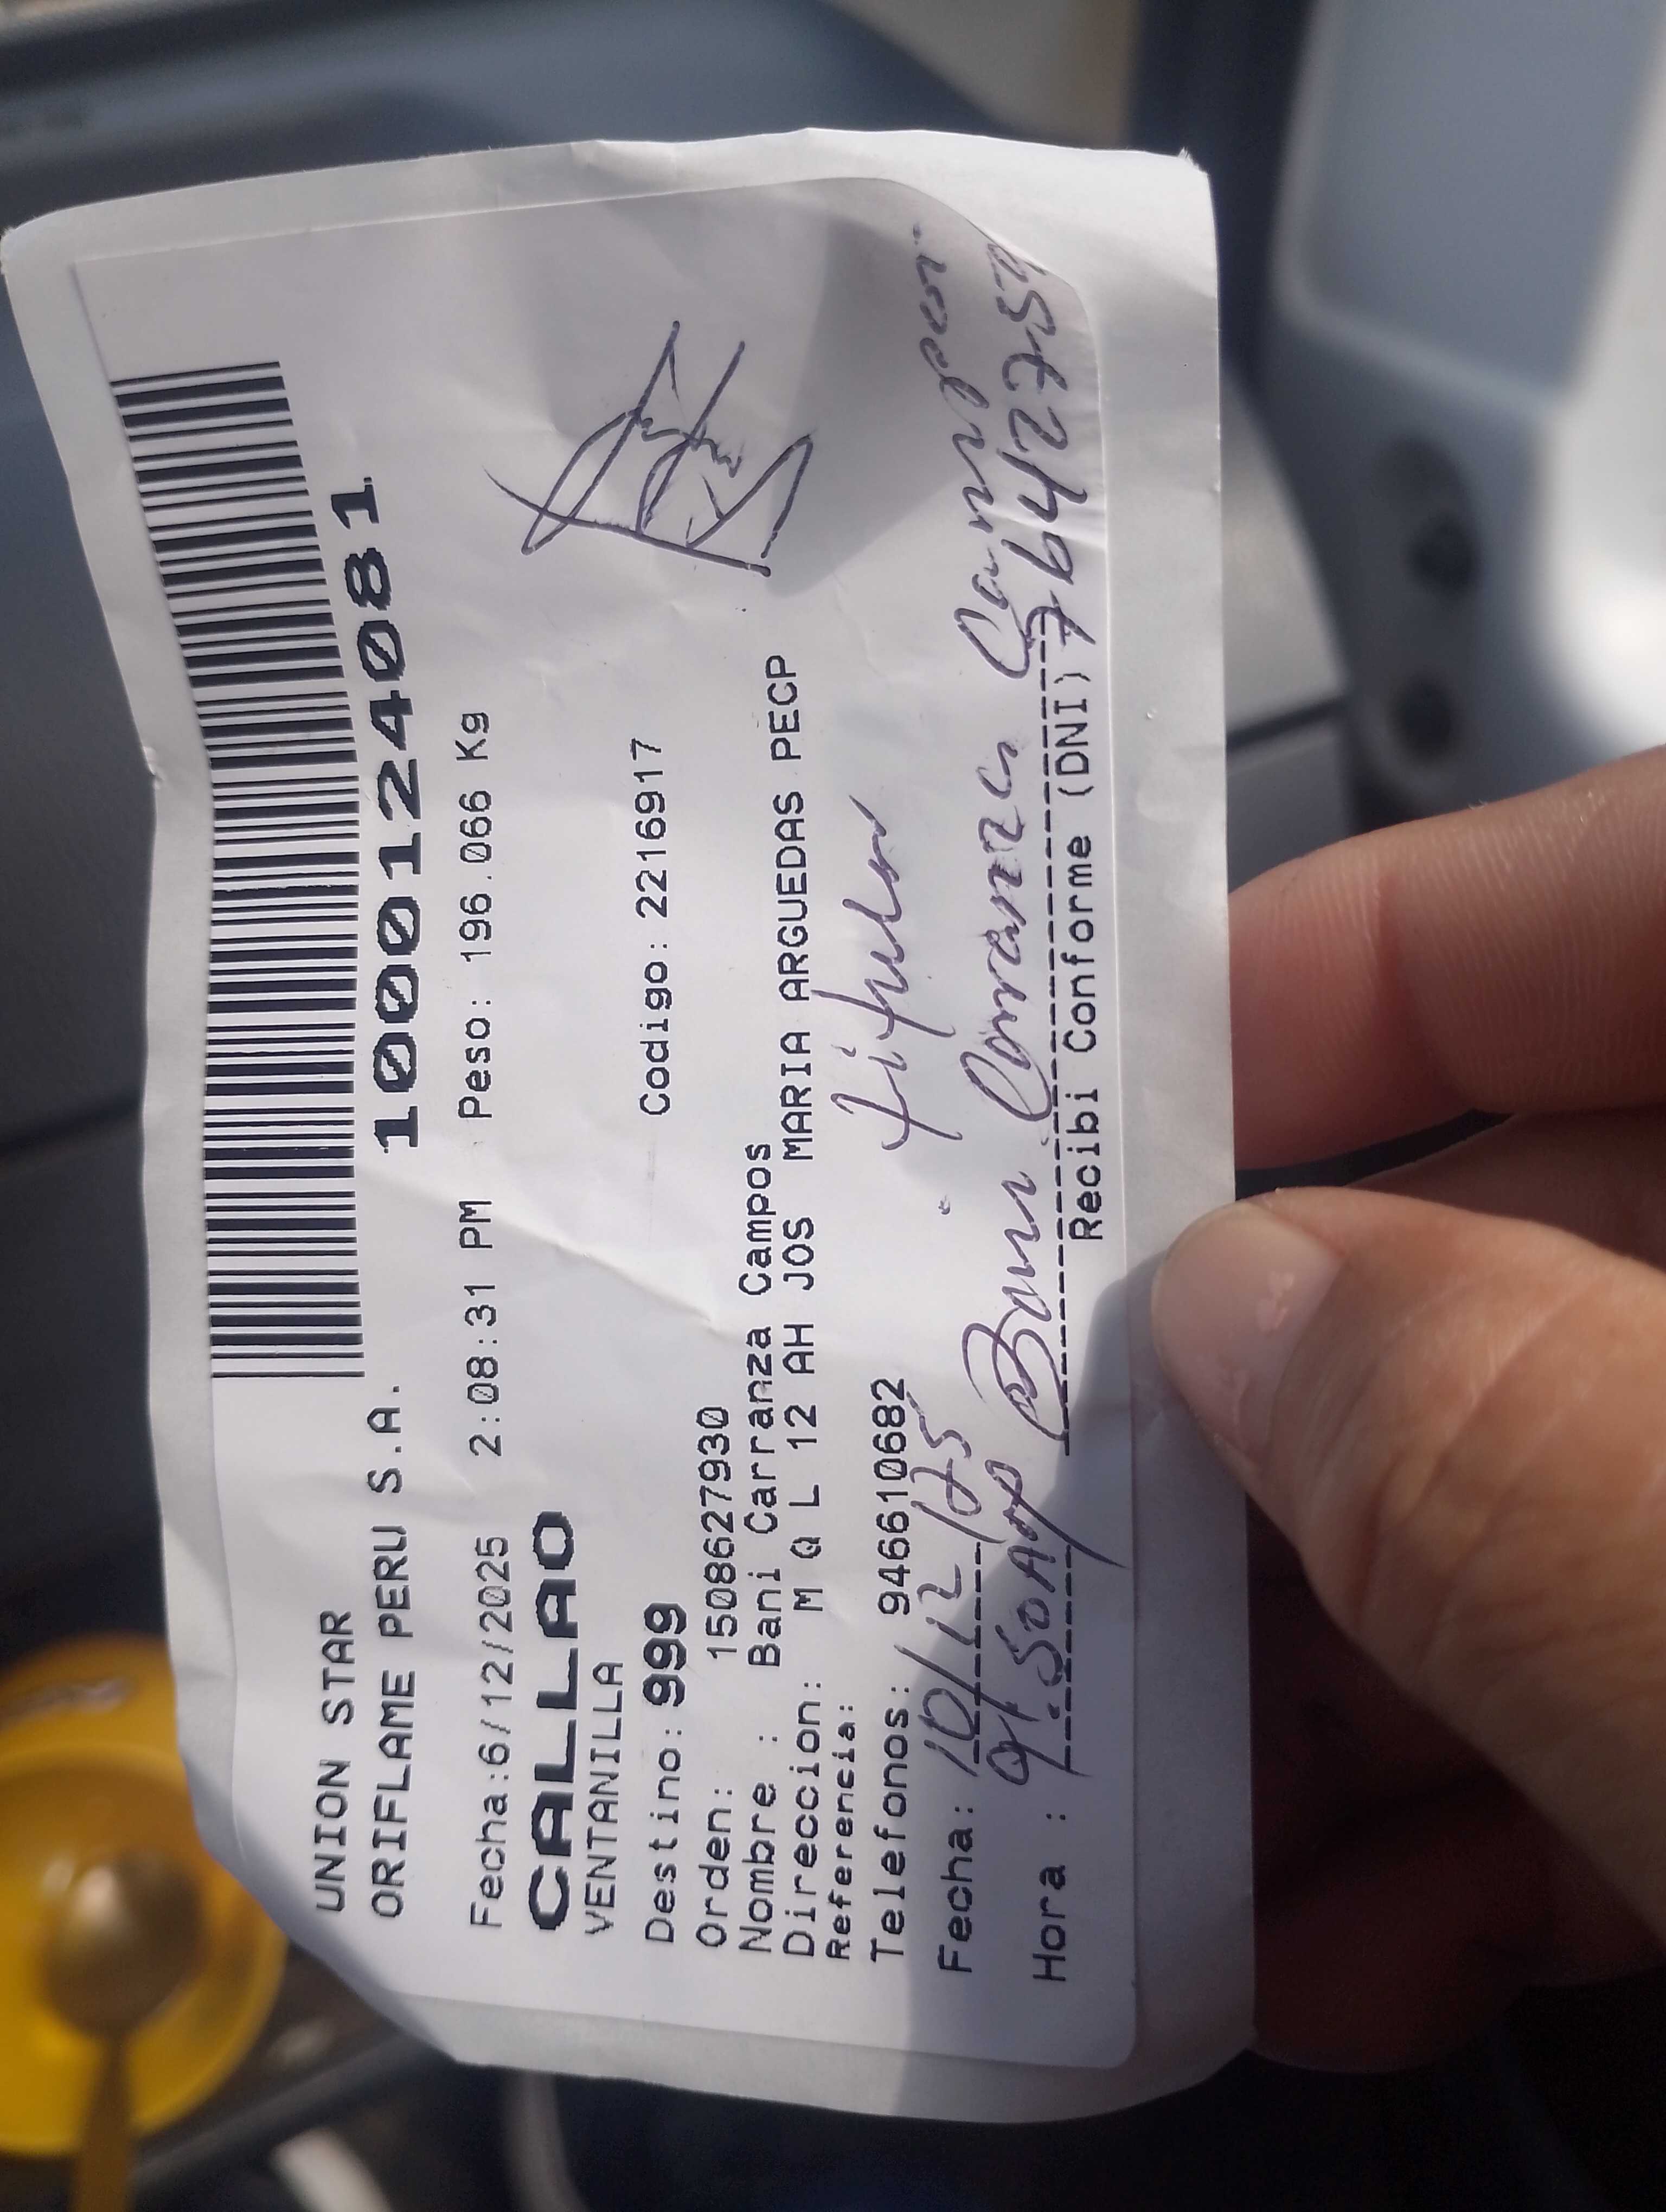 UNION STAR
ORIFLAME PERU S.A.
1000124081
Fecha:6/12/2025 2:08:31 PM Peso: 196.066 Kg
CALLAO
VENTANILLA
Destino: 999 Codigo: 2216917
Orden: 1508627930
Nombre : Bani Carranza Campos
Direccion: M Q L 12 AH JOS MARIA ARGUEDAS PECP
Referencia:
Telefonos: 946610682 titular
Fecha: 10/12/25 Bani Carranza Campos
Hora : 9:50 Recibi Conforme (DNI)